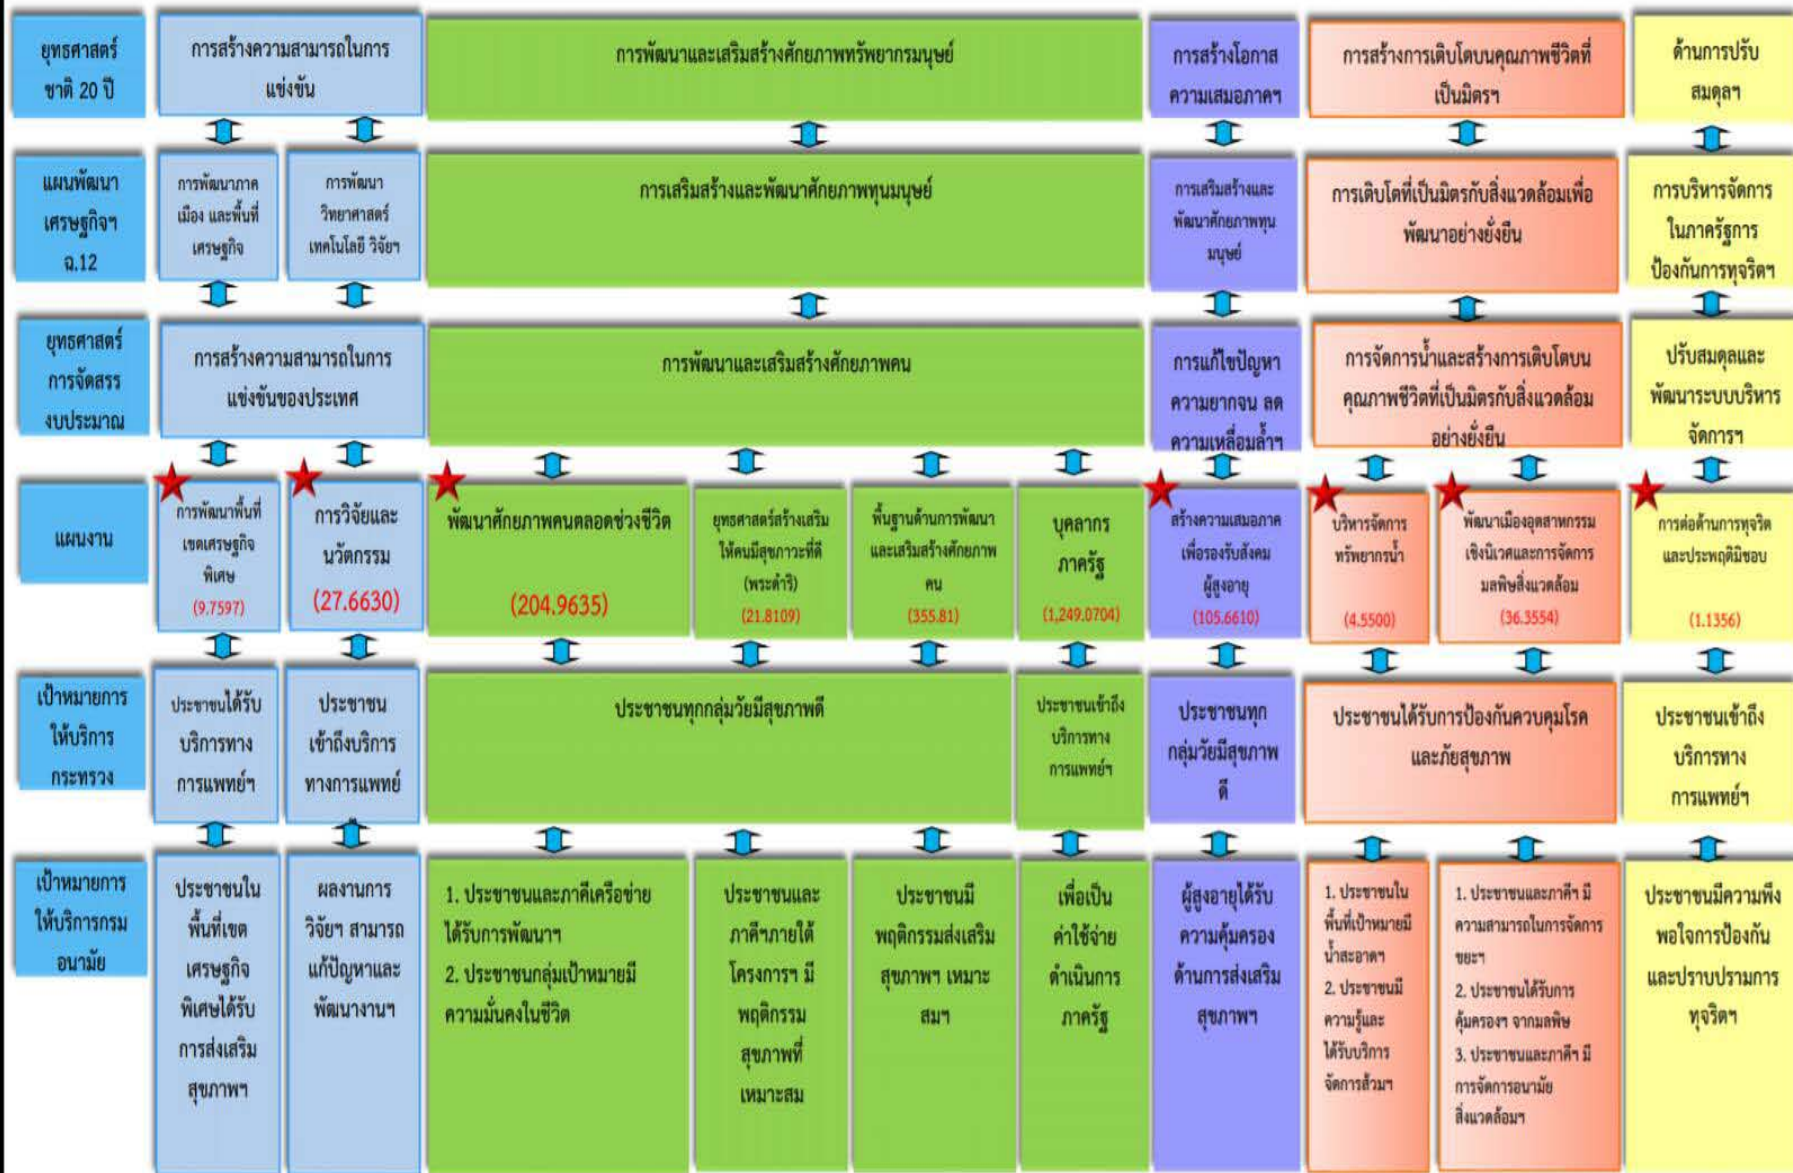 ยุทธศาสตร์
ชาติ 20 ปี
การสร้างความสามารถในการ
แข่งขัน
การพัฒนาและเสริมสร้างศักยภาพทรัพยากรมนุษย์
การสร้างโอกาส
ความเสมอภาคฯ
การสร้างการเติบโตบนคุณภาพชีวิตที่
เป็นมิตรฯ
ด้านการปรับ
สมดุลฯ
แผนพัฒนา
เศรษฐกิจฯ
ฉ.12
การพัฒนาภาค
เมือง และพื้นที่
เศรษฐกิจ
การพัฒนา
วิทยาศาสตร์
เทคโนโลยี วิจัยฯ
การเสริมสร้างและพัฒนาศักยภาพทุนมนุษย์
การเสริมสร้างและ
พัฒนาศักยภาพทุน
มนุษย์
การเติบโตที่เป็นมิตรกับสิ่งแวดล้อมเพื่อ
พัฒนาอย่างยั่งยืน
การบริหารจัดการ
ในภาครัฐการ
ป้องกันการทุจริตฯ
ยุทธศาสตร์
การจัดสรร
งบประมาณ
การสร้างความสามารถในการ
แข่งขันของประเทศ
การพัฒนาและเสริมสร้างศักยภาพคน
การแก้ไขปัญหา
ความยากจน ลด
ความเหลื่อมล้ำฯ
การจัดการน้ำและสร้างการเติบโตบน
คุณภาพชีวิตที่เป็นมิตรกับสิ่งแวดล้อม
อย่างยั่งยืน
ปรับสมดุลและ
พัฒนาระบบบริหาร
จัดการฯ
แผนงาน
การพัฒนาพื้นที่
เขตเศรษฐกิจ
พิเศษ
(9.7597)
การวิจัยและ
นวัตกรรม
(27.6630)
พัฒนาศักยภาพคนตลอดช่วงชีวิต
(204.9635)
ยุทธศาสตร์สร้างเสริม
ให้คนมีสุขภาวะที่ดี
(พระดำริ)
(21.8109)
พื้นฐานด้านการพัฒนา
และเสริมสร้างศักยภาพ
คน
(355.81)
บุคลากร
ภาครัฐ
(1,249.0704)
สร้างความเสมอภาค
เพื่อรองรับสังคม
ผู้สูงอายุ
(105.6610)
บริหารจัดการ
ทรัพยากรน้ำ
(4.5500)
พัฒนาเมืองอุตสาหกรรม
เชิงนิเวศและการจัดการ
มลพิษสิ่งแวดล้อม
(36.3554)
การต่อต้านการทุจริต
และประพฤติมิชอบ
(1.1356)
เป้าหมายการ
ให้บริการ
กระทรวง
ประชาชนได้รับ
บริการทาง
การแพทย์ฯ
ประชาชน
เข้าถึงบริการ
ทางการแพทย์
ประชาชนทุกกลุ่มวัยมีสุขภาพดี
ประชาชนเข้าถึง
บริการทาง
การแพทย์ฯ
ประชาชนทุก
กลุ่มวัยมีสุขภาพ
ดี
ประชาชนได้รับการป้องกันควบคุมโรค
และภัยสุขภาพ
ประชาชนเข้าถึง
บริการทาง
การแพทย์ฯ
เป้าหมายการ
ให้บริการกรม
อนามัย
ประชาชนใน
พื้นที่เขต
เศรษฐกิจ
พิเศษได้รับ
การส่งเสริม
สุขภาพฯ
ผลงานการ
วิจัยฯ สามารถ
แก้ปัญหาและ
พัฒนางานฯ
1. ประชาชนและภาคีเครือข่าย
ได้รับการพัฒนาฯ
2. ประชาชนกลุ่มเป้าหมายมี
ความมั่นคงในชีวิต
ประชาชนและ
ภาคีฯภายใต้
โครงการฯ มี
พฤติกรรม
สุขภาพที่
เหมาะสม
ประชาชนมี
พฤติกรรมส่งเสริม
สุขภาพฯ เหมาะ
สมฯ
เพื่อเป็น
ค่าใช้จ่าย
ดำเนินการ
ภาครัฐ
ผู้สูงอายุได้รับ
ความคุ้มครอง
ด้านการส่งเสริม
สุขภาพฯ
1. ประชาชนใน
พื้นที่เป้าหมายมี
น้ำสะอาดฯ
2. ประชาชนมี
ความรู้และ
ได้รับบริการ
จัดการส้วมฯ
1. ประชาชนและภาคีฯ มี
ความสามารถในการจัดการ
ขยะฯ
2. ประชาชนได้รับการ
คุ้มครองฯ จากมลพิษ
3. ประชาชนและภาคีฯ มี
การจัดการอนามัย
สิ่งแวดล้อมฯ
ประชาชนมีความพึง
พอใจการป้องกัน
และปราบปรามการ
ทุจริตฯ